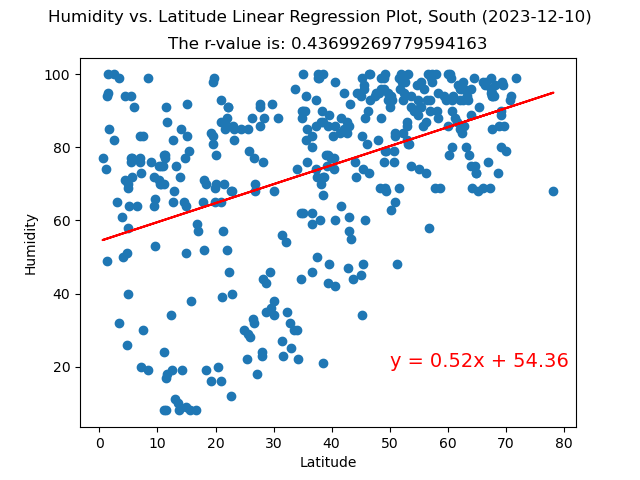 Humidity vs. Latitude Linear Regression Plot, South (2023-12-10)
The r-value is: 0.43699269779594163
100
80
60
40
20
Humidity
y = 0.52x + 54.36
0 10 20 30 40 50 60 70 80
Latitude